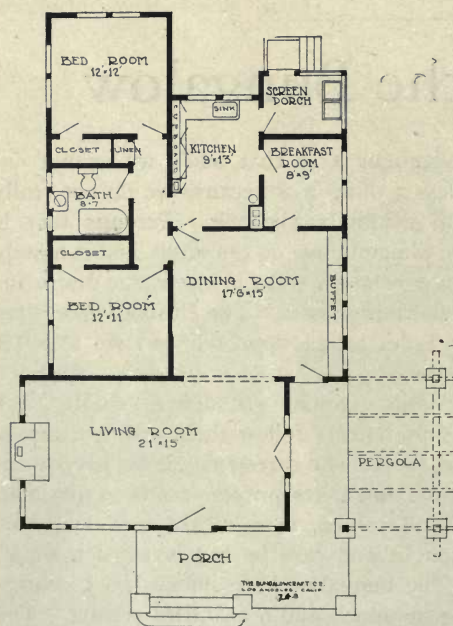 BED ROOM
12'×12'
SCREEN
PORCH
SINK
CUPBOARD
KITCHEN
9'×13'
CLOSET
LINEN
BREAKFAST
ROOM
8'×9'
BATH
8-7
CLOSET
DINING ROOM
17'6"×15'
BED ROOM
12'×11'
BUFFET
LIVING ROOM
21'×15'
PERGOLA
PORCH
THE BUNGALOWCRAFT CO.
LOS ANGELES, CALIF